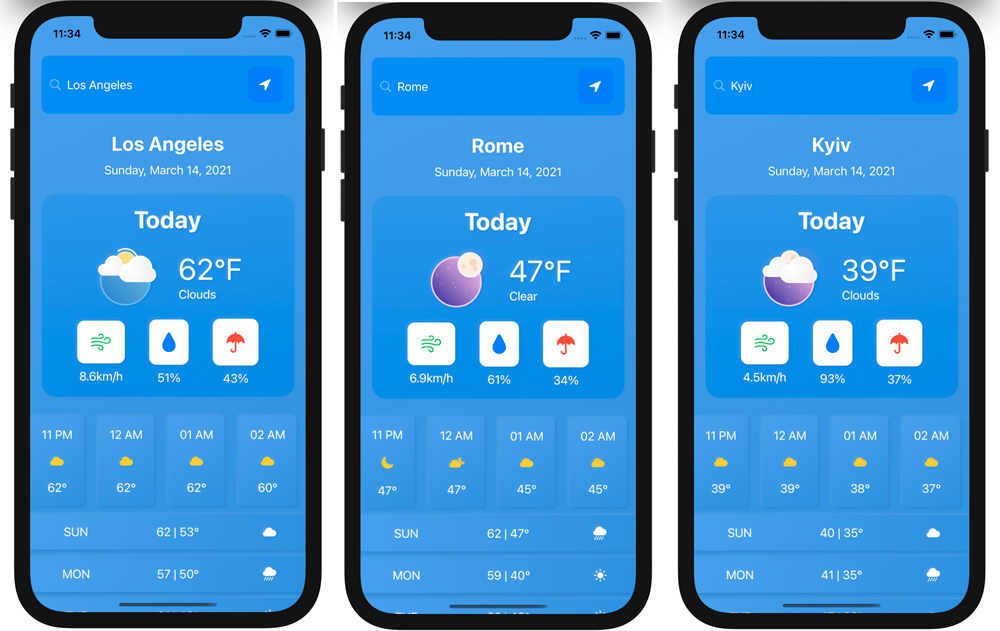 11:34
Los Angeles
Los Angeles
Sunday, March 14, 2021
Today
62°F
Clouds
8.6km/h 51% 43%
11 PM 12 AM 01 AM 02 AM
62° 62° 62° 60°
SUN 62 | 53°
MON 57 | 50°
11:34
Rome
Rome
Sunday, March 14, 2021
Today
47°F
Clear
6.9km/h 61% 34%
11 PM 12 AM 01 AM 02 AM
47° 47° 45° 45°
SUN 62 | 47°
MON 59 | 40°
11:34
Kyiv
Kyiv
Sunday, March 14, 2021
Today
39°F
Clouds
4.5km/h 93% 37%
11 PM 12 AM 01 AM 02 AM
39° 39° 38° 37°
SUN 40 | 35°
MON 41 | 35°